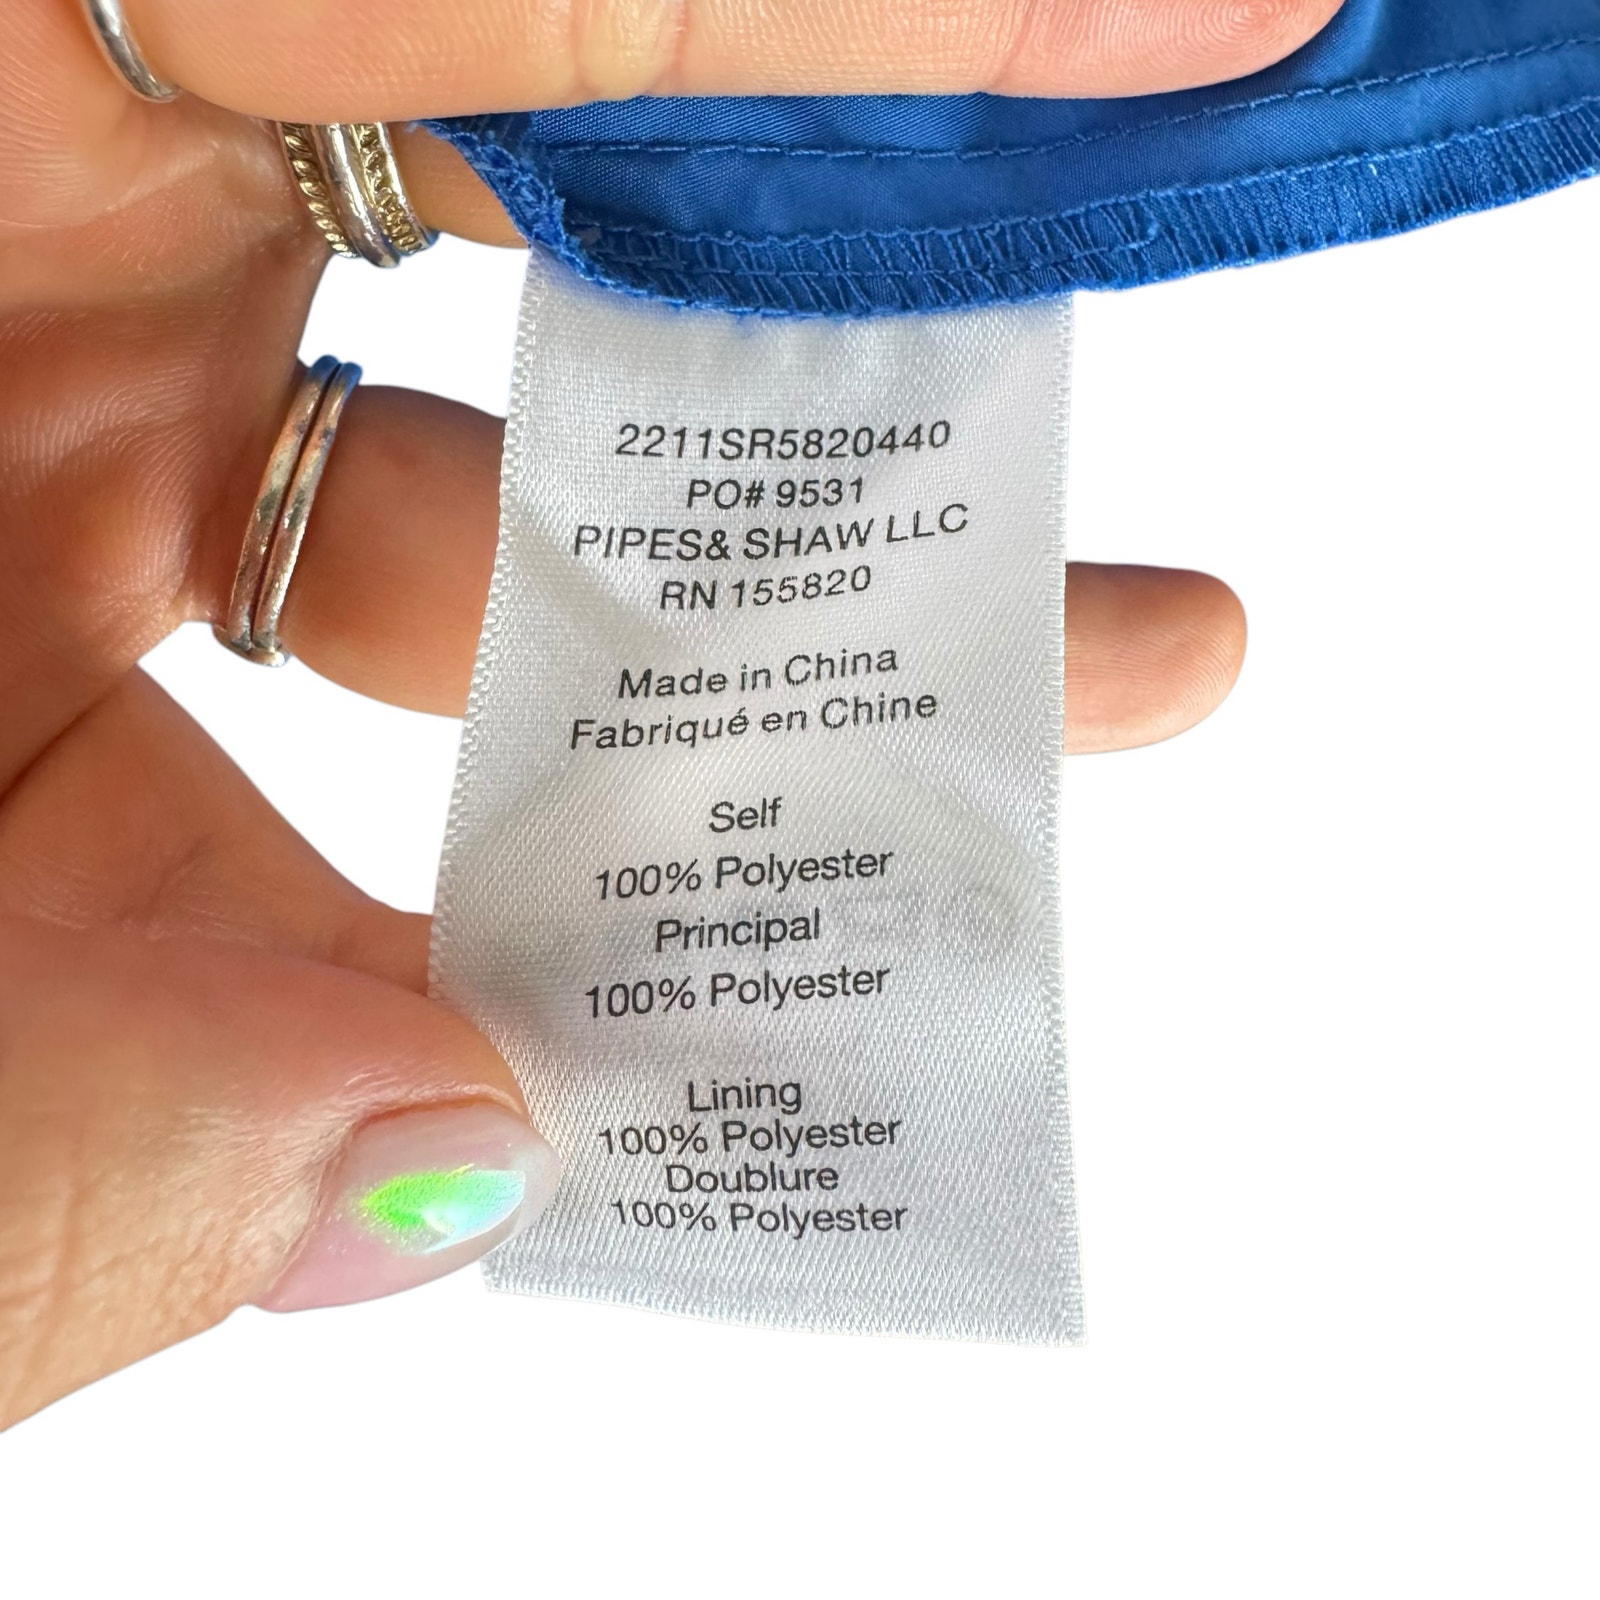 2211SR5820440
PO# 9531
PIPES& SHAW LLC
RN 155820
Made in China
Fabriqué en Chine
Self
100% Polyester
Principal
100% Polyester
Lining
100% Polyester
Doublure
100% Polyester